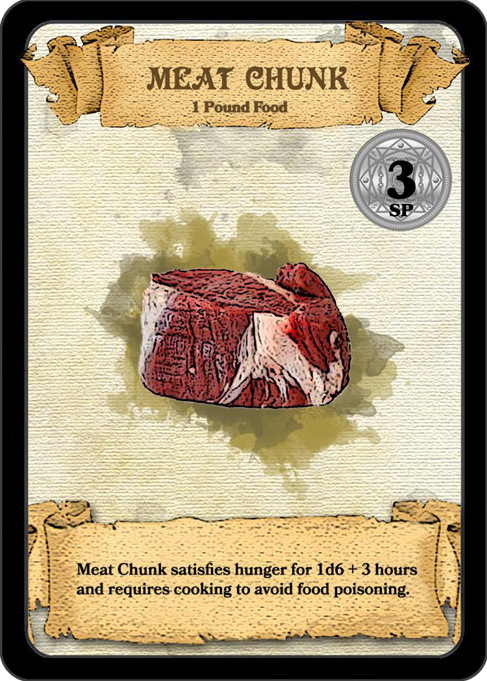 MEAT CHUNK
1 Pound Food
3
SP
Meat Chunk satisfies hunger for 1d6 + 3 hours
and requires cooking to avoid food poisoning.